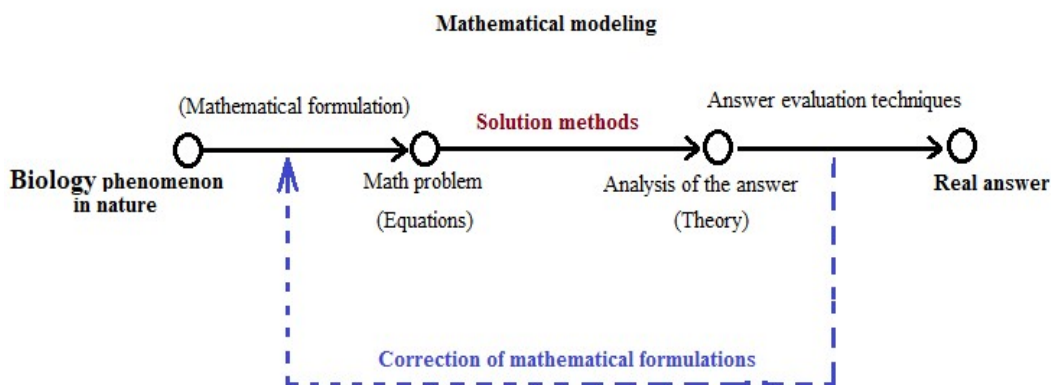 Mathematical modeling
(Mathematical formulation)
Solution methods
Answer evaluation techniques
Biology phenomenon
in nature
Math problem
(Equations)
Analysis of the answer
(Theory)
Real answer
Correction of mathematical formulations